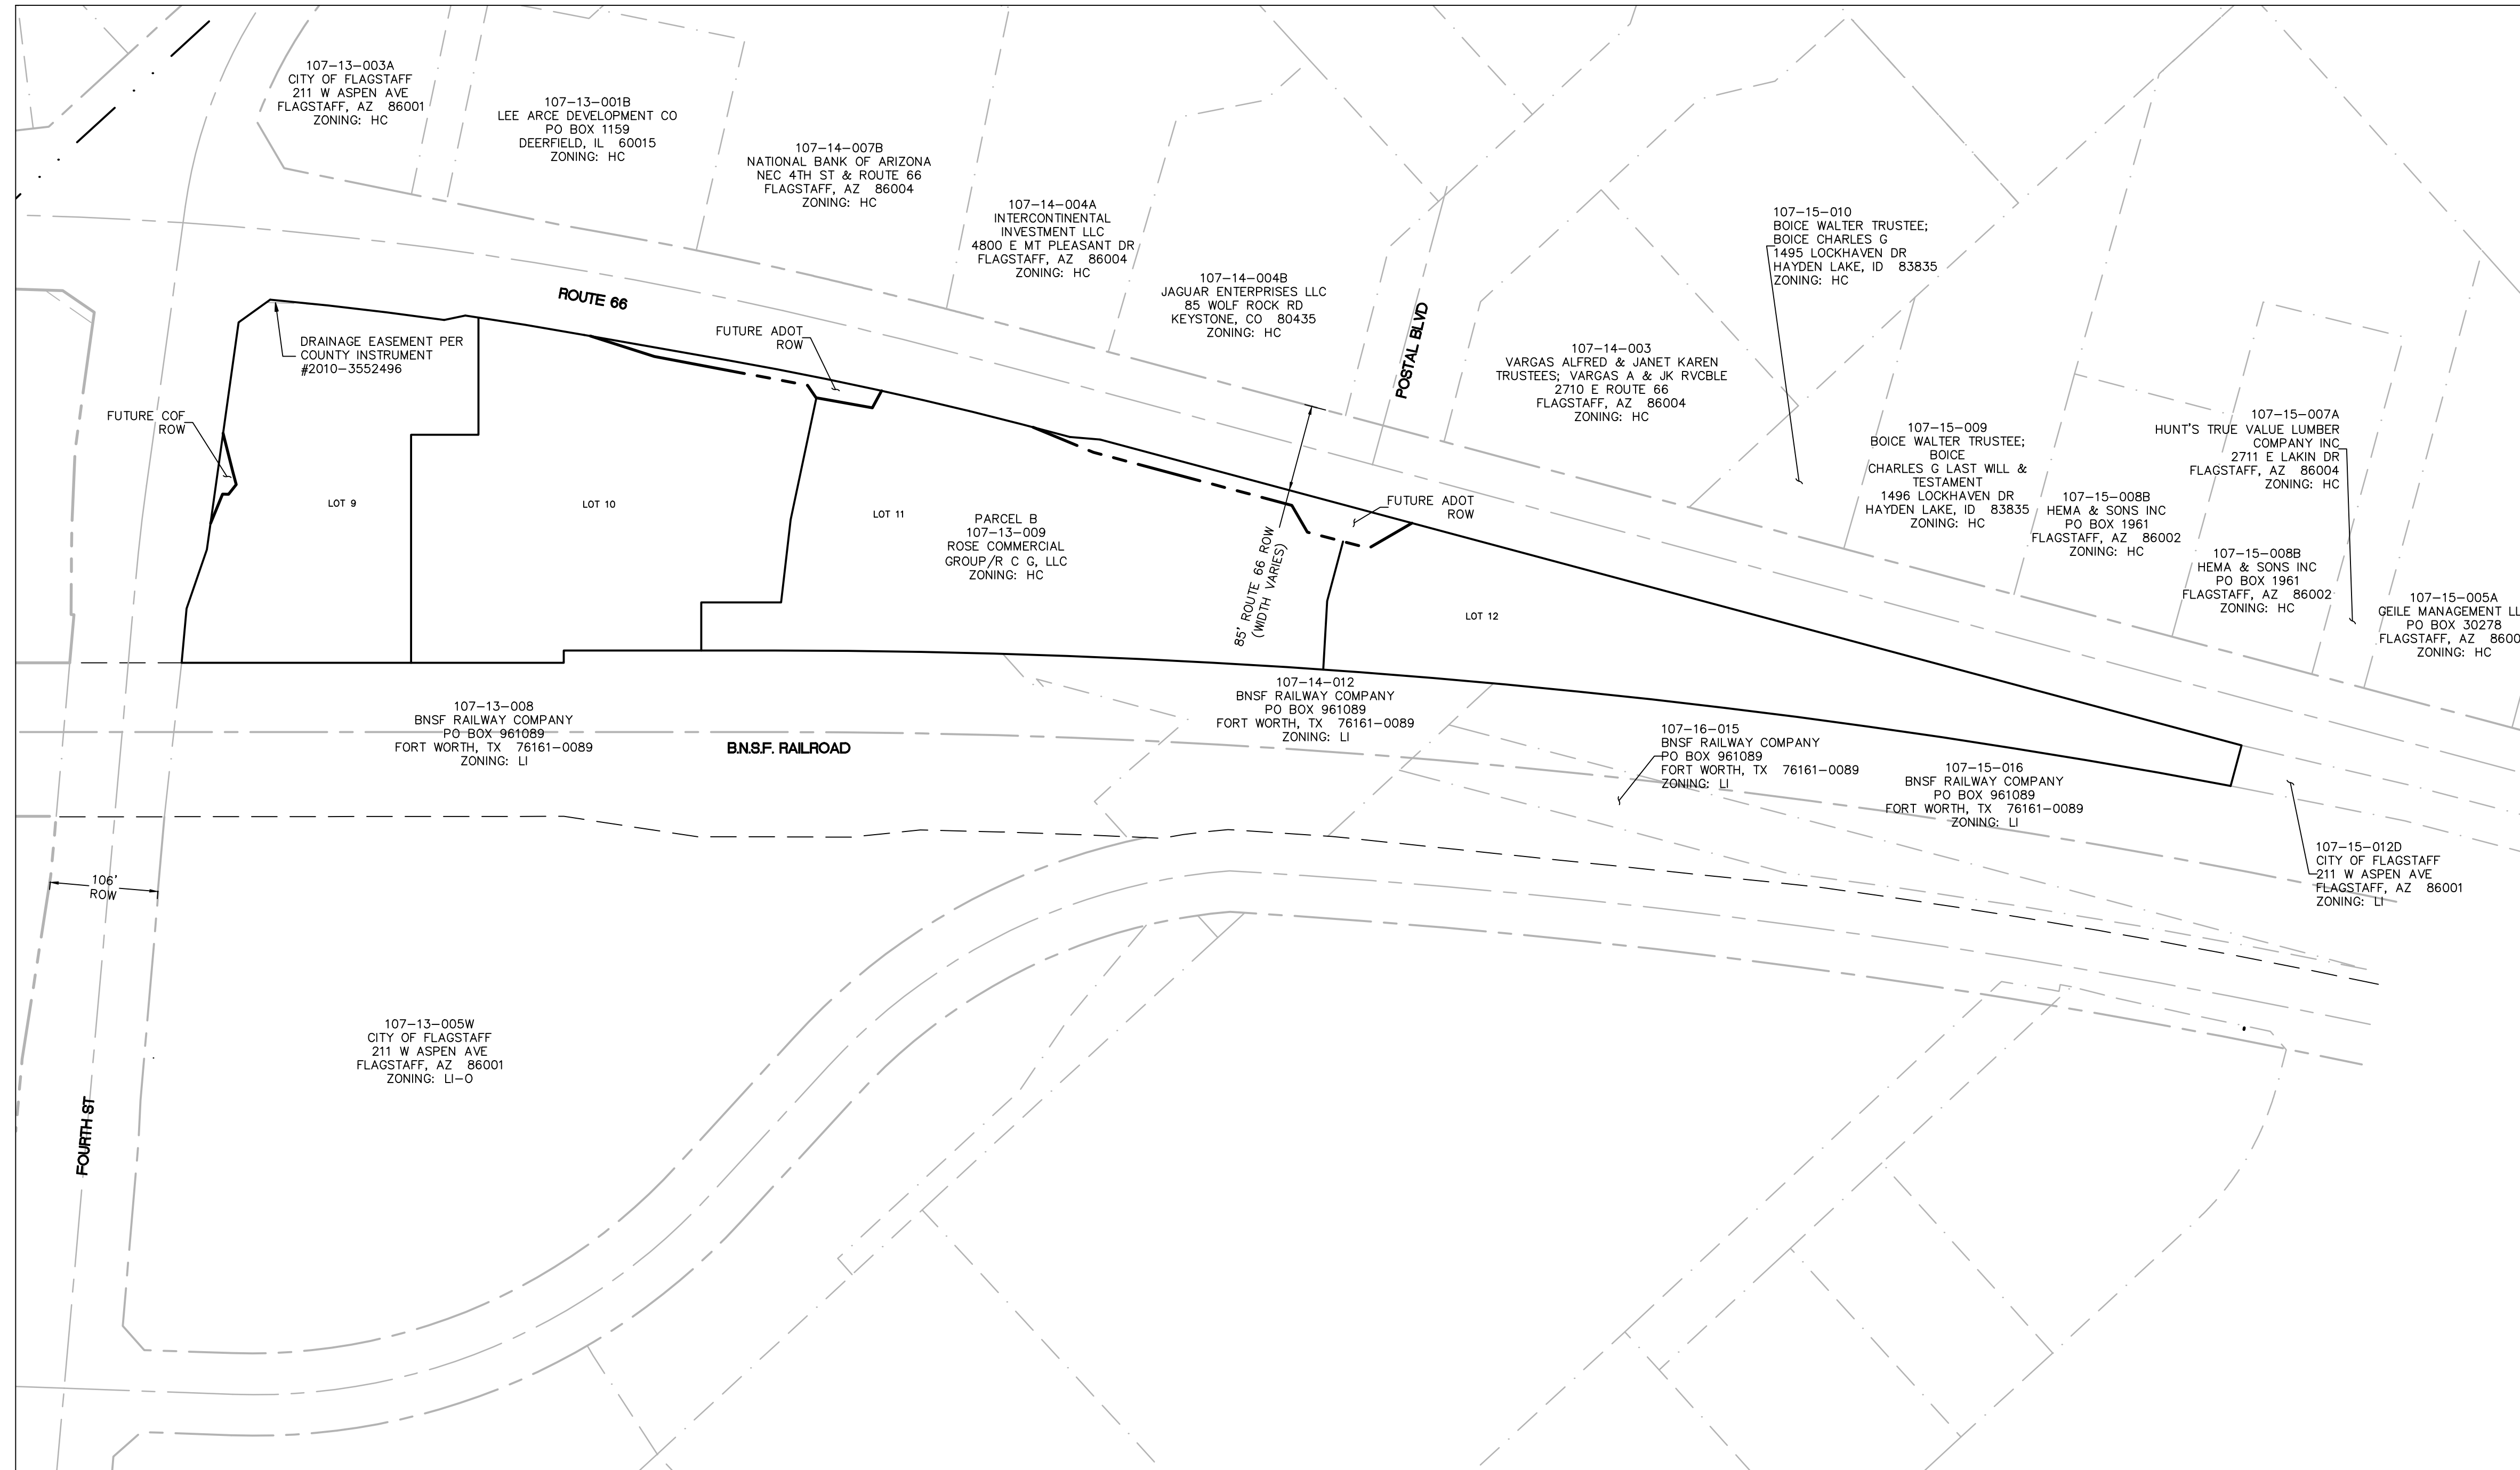 107-13-003A
CITY OF FLAGSTAFF
211 W ASPEN AVE
FLAGSTAFF, AZ 86001
ZONING: HC
107-13-001B
LEE ARCE DEVELOPMENT CO
PO BOX 1159
DEERFIELD, IL 60015
ZONING: HC
107-14-007B
NATIONAL BANK OF ARIZONA
NEC 4TH ST & ROUTE 66
FLAGSTAFF, AZ 86004
ZONING: HC
107-14-004A
INTERCONTINENTAL
INVESTMENT LLC
4800 E MT PLEASANT DR
FLAGSTAFF, AZ 86004
ZONING: HC
107-14-004B
JAGUAR ENTERPRISES LLC
85 WOLF ROCK RD
KEYSTONE, CO 80435
ZONING: HC
POSTAL BLVD
107-14-003
VARGAS ALFRED & JANET KAREN
TRUSTEES; VARGAS A & JK RVCBLE
2710 E ROUTE 66
FLAGSTAFF, AZ 86004
ZONING: HC
107-15-010
BOICE WALTER TRUSTEE;
BOICE CHARLES G
1495 LOCKHAVEN DR
HAYDEN LAKE, ID 83835
ZONING: HC
107-15-009
BOICE WALTER TRUSTEE;
BOICE
CHARLES G LAST WILL &
TESTAMENT
1496 LOCKHAVEN DR
HAYDEN LAKE, ID 83835
ZONING: HC
107-15-008B
HEMA & SONS INC
PO BOX 1961
FLAGSTAFF, AZ 86002
ZONING: HC
107-15-007A
HUNT'S TRUE VALUE LUMBER
COMPANY INC
2711 E LAKIN DR
FLAGSTAFF, AZ 86004
ZONING: HC
107-15-008B
HEMA & SONS INC
PO BOX 1961
FLAGSTAFF, AZ 86002
ZONING: HC
107-15-005A
GEILE MANAGEMENT LL
PO BOX 30278
FLAGSTAFF, AZ 8600
ZONING: HC
ROUTE 66
DRAINAGE EASEMENT PER
COUNTY INSTRUMENT
#2010-3552496
FUTURE ADOT
ROW
FUTURE COF
ROW
LOT 9
LOT 10
LOT 11
PARCEL B
107-13-009
ROSE COMMERCIAL
GROUP/R C G, LLC
ZONING: HC
85' ROUTE 66 ROW
(WIDTH VARIES)
FUTURE ADOT
ROW
LOT 12
107-13-008
BNSF RAILWAY COMPANY
PO BOX 961089
FORT WORTH, TX 76161-0089
ZONING: LI
B.N.S.F. RAILROAD
107-14-012
BNSF RAILWAY COMPANY
PO BOX 961089
FORT WORTH, TX 76161-0089
ZONING: LI
107-16-015
BNSF RAILWAY COMPANY
PO BOX 961089
FORT WORTH, TX 76161-0089
ZONING: LI
107-15-016
BNSF RAILWAY COMPANY
PO BOX 961089
FORT WORTH, TX 76161-0089
ZONING: LI
107-15-012D
CITY OF FLAGSTAFF
211 W ASPEN AVE
FLAGSTAFF, AZ 86001
ZONING: LI
106'
ROW
107-13-005W
CITY OF FLAGSTAFF
211 W ASPEN AVE
FLAGSTAFF, AZ 86001
ZONING: LI-O
FOURTH ST